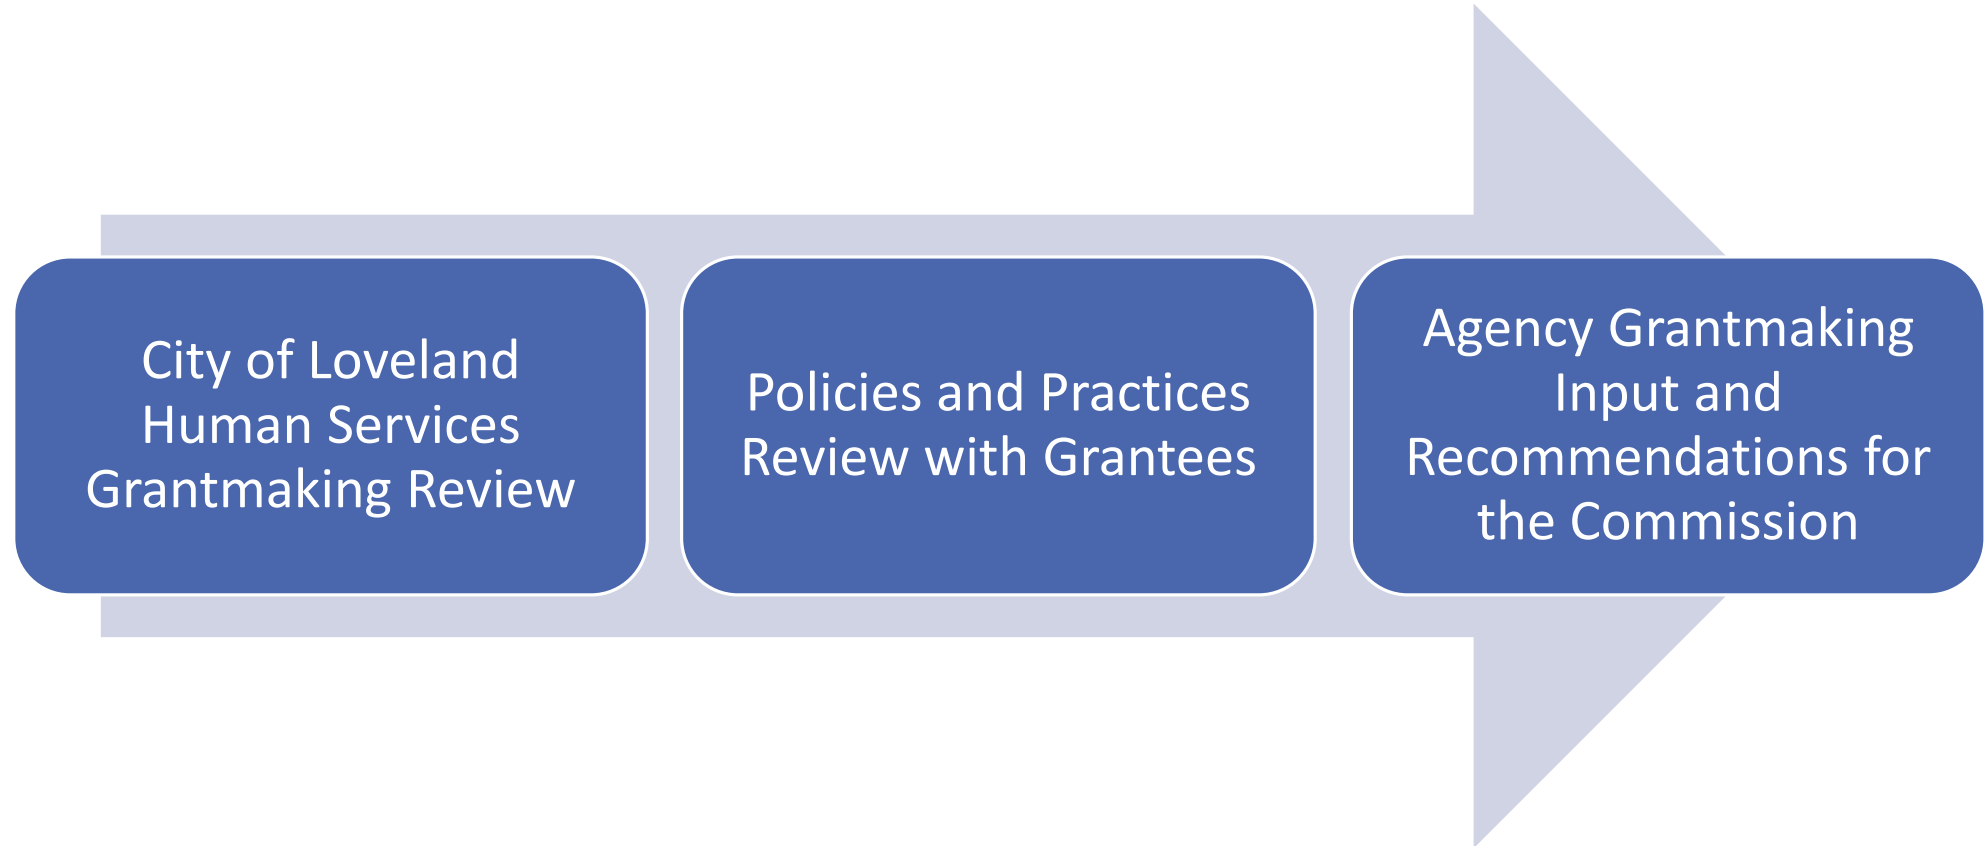 City of Loveland
Human Services
Grantmaking Review
Policies and Practices
Review with Grantees
Agency Grantmaking
Input and
Recommendations for
the Commission